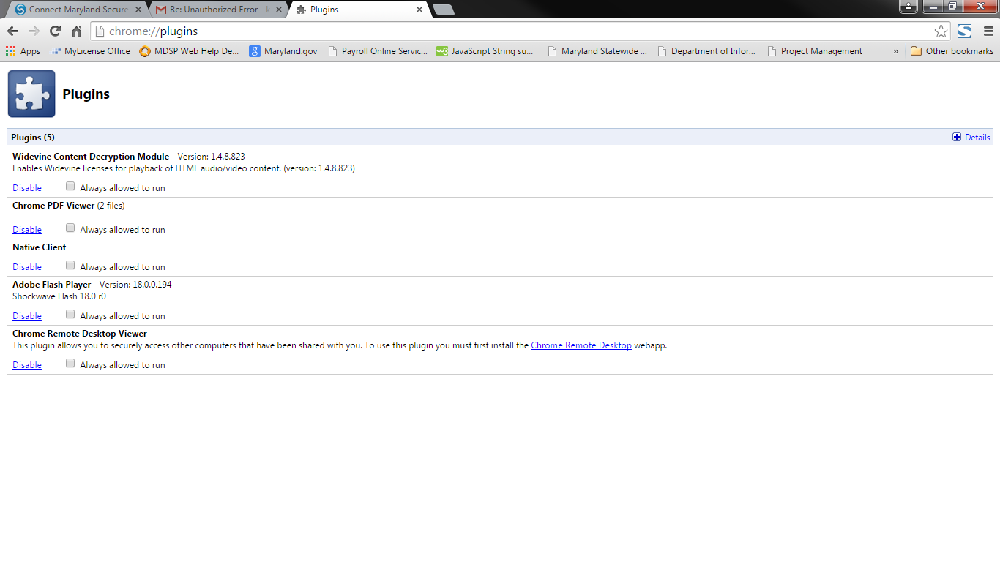 Connect Maryland Secure
Re: Unauthorized Error - k
Plugins
chrome://plugins
Apps MyLicense Office MDSP Web Help De... Maryland.gov Payroll Online Servic... JavaScript String su... Maryland Statewide ... Department of Infor... Project Management » Other bookmarks
Plugins
Plugins (5) Details
Widevine Content Decryption Module - Version: 1.4.8.823
Enables Widevine licenses for playback of HTML audio/video content. (version: 1.4.8.823)
Disable Always allowed to run
Chrome PDF Viewer (2 files)
Disable Always allowed to run
Native Client
Disable Always allowed to run
Adobe Flash Player - Version: 18.0.0.194
Shockwave Flash 18.0 r0
Disable Always allowed to run
Chrome Remote Desktop Viewer
This plugin allows you to securely access other computers that have been shared with you. To use this plugin you must first install the Chrome Remote Desktop webapp.
Disable Always allowed to run